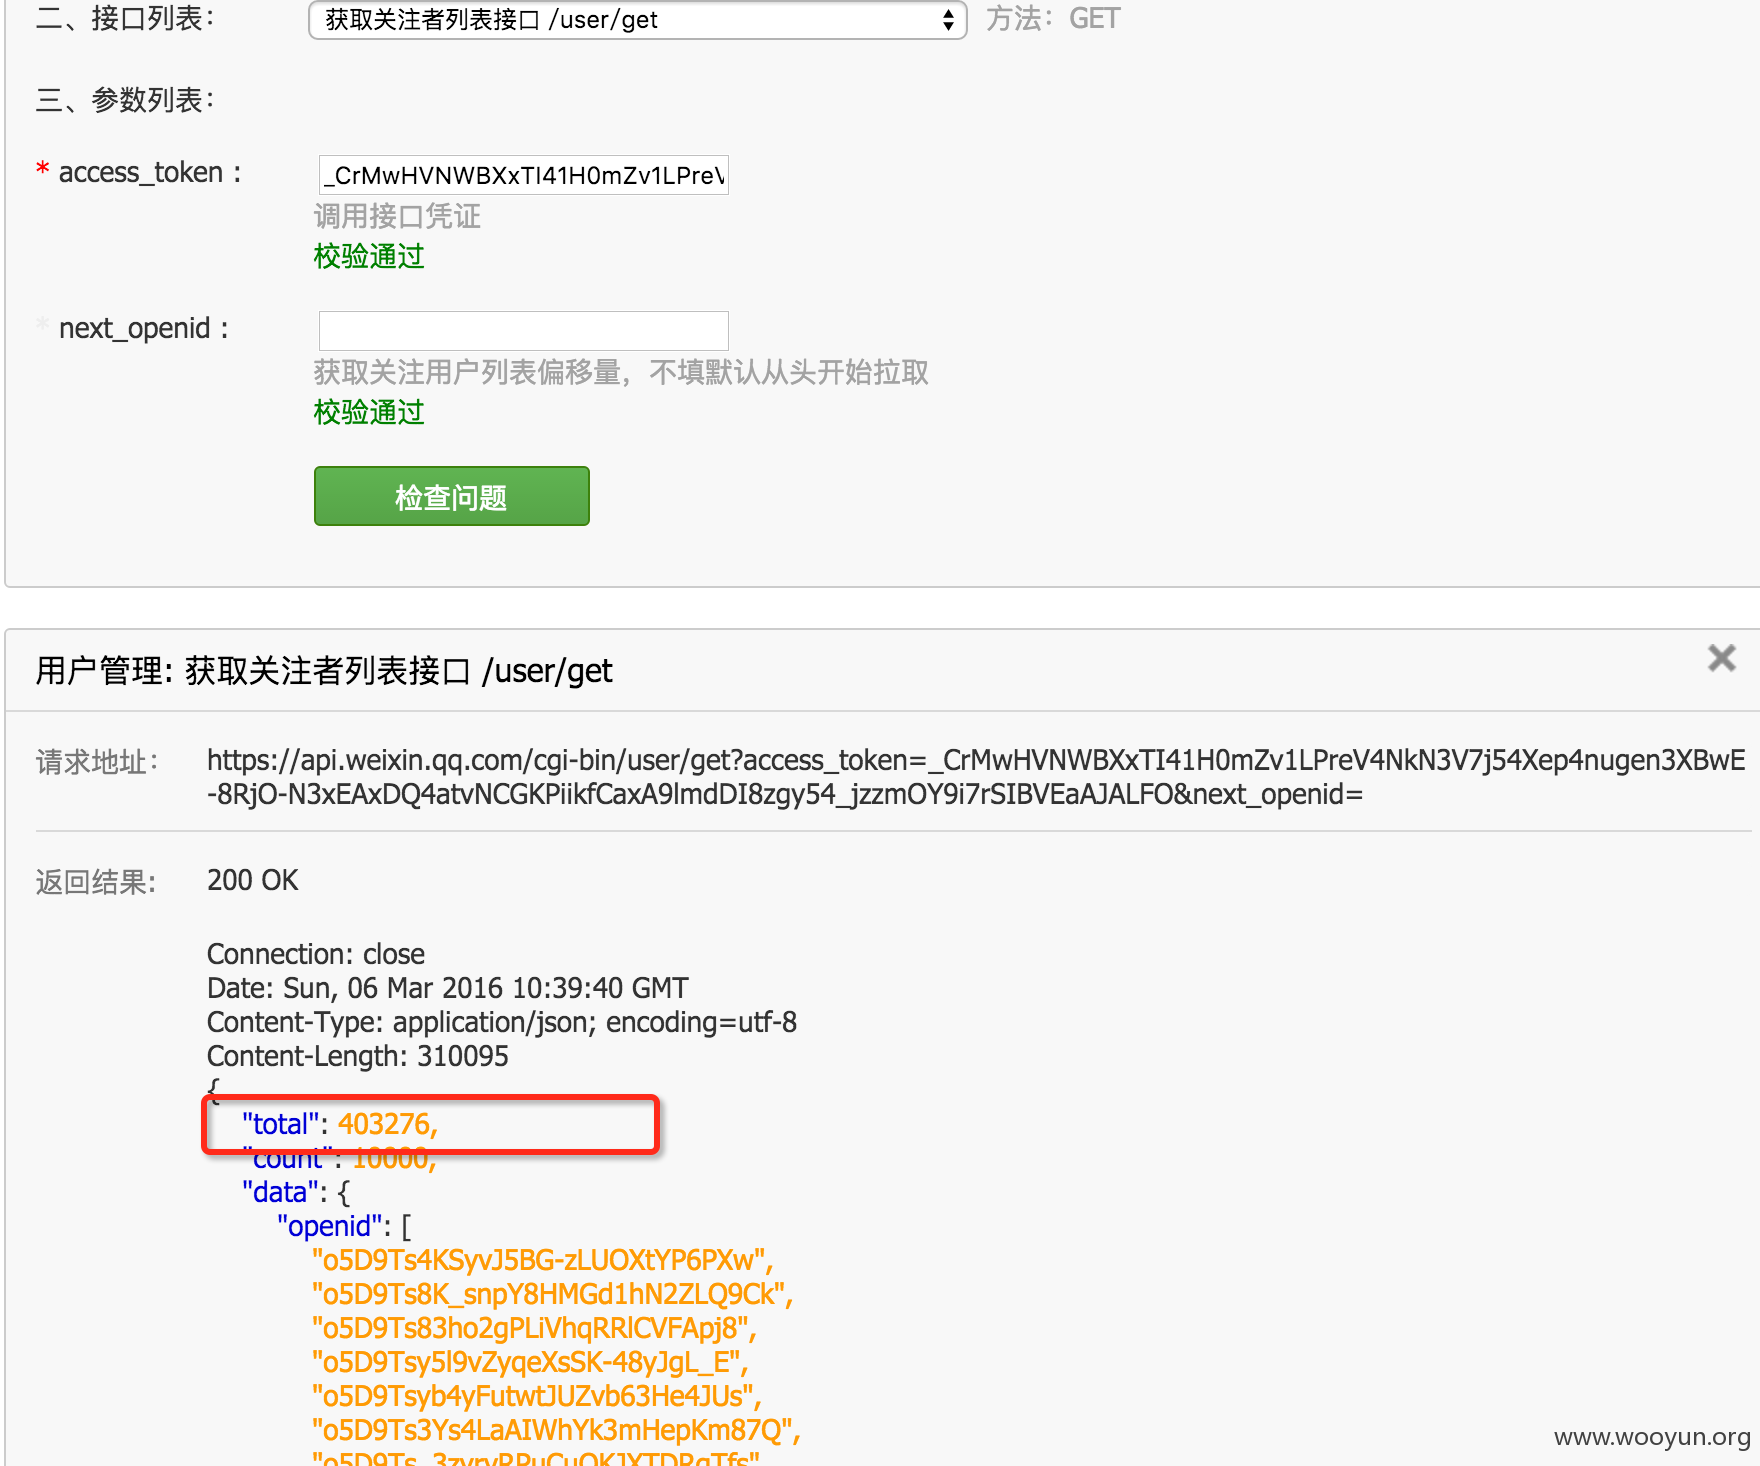 二、接口列表： 获取关注者列表接口 /user/get 方法：GET
三、参数列表：
* access_token : _CrMwHVNWBXxTI41H0mZv1LPreV
调用接口凭证
校验通过
* next_openid :
获取关注用户列表偏移量，不填默认从头开始拉取
校验通过
检查问题
用户管理: 获取关注者列表接口 /user/get
请求地址： https://api.weixin.qq.com/cgi-bin/user/get?access_token=_CrMwHVNWBXxTI41H0mZv1LPreV4NkN3V7j54Xep4nugen3XBwE
-8RjO-N3xEAxDQ4atvNCGKPiikfCaxA9lmdDI8zgy54_jzzmOY9i7rSIBVEaAJALFO&next_openid=
返回结果: 200 OK
Connection: close
Date: Sun, 06 Mar 2016 10:39:40 GMT
Content-Type: application/json; encoding=utf-8
Content-Length: 310095
{
"total": 403276,
"count": 10000,
"data": {
"openid": [
"o5D9Ts4KSyvJ5BG-zLUOXtYP6PXw",
"o5D9Ts8K_snpY8HMGd1hN2ZLQ9Ck",
"o5D9Ts83ho2gPLiVhqRRlCVFApj8",
"o5D9Tsy5l9vZyqeXsSK-48yJgL_E",
"o5D9Tsyb4yFutwtJUZvb63He4JUs",
"o5D9Ts3Ys4LaAIWhYk3mHepKm87Q",
www.wooyun.org